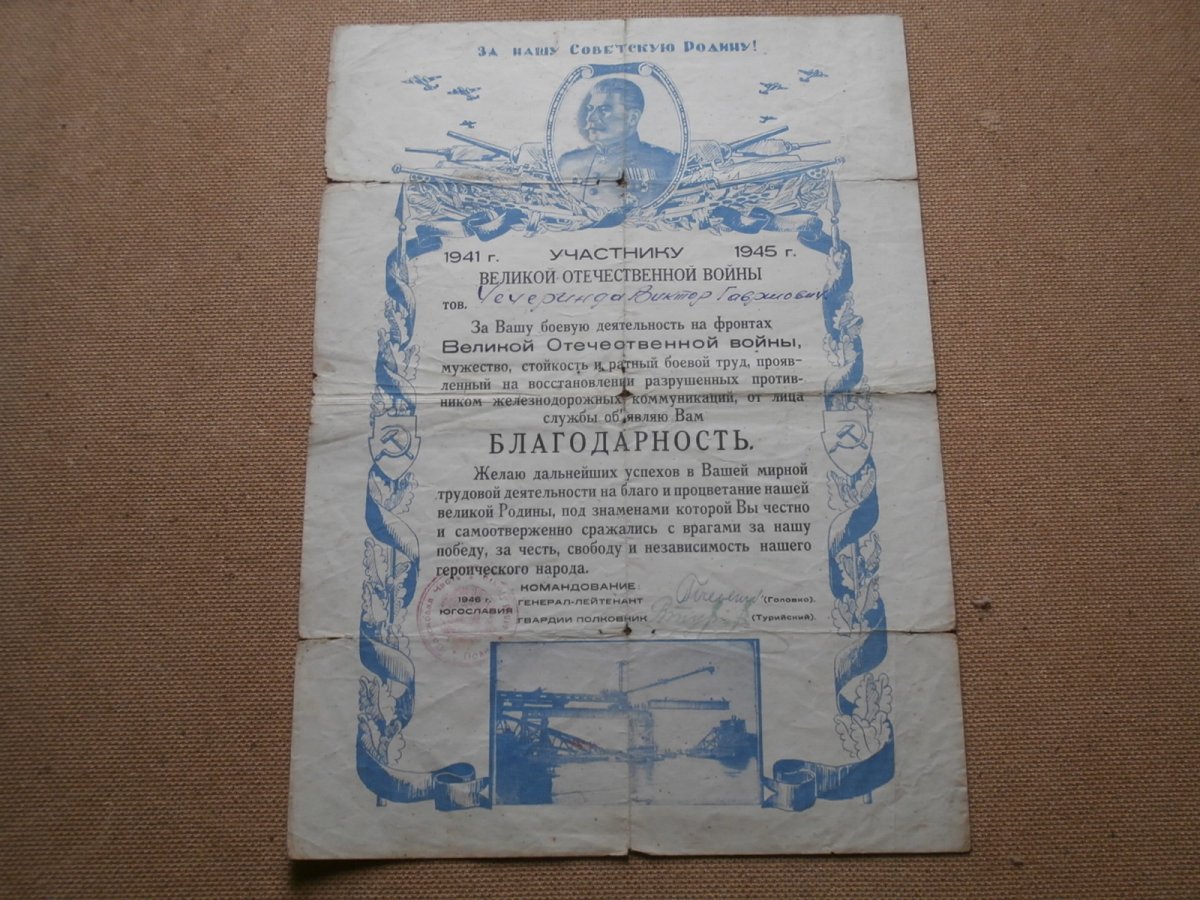 За нашу Советскую Родину!
1941 г. УЧАСТНИКУ 1945 г.
ВЕЛИКОЙ ОТЕЧЕСТВЕННОЙ ВОЙНЫ
тов. Чечеринда Виктор Гаврилович
За Вашу боевую деятельность на фронтах
Великой Отечественной войны,
мужество, стойкость и ратный боевой труд, прояв-
ленный на восстановлении разрушенных против-
ником железнодорожных коммуникаций, от лица
службы об'являю Вам
БЛАГОДАРНОСТЬ.
Желаю дальнейших успехов в Вашей мирной
трудовой деятельности на благо и процветание нашей
великой Родины, под знаменами которой Вы честно
и самоотверженно сражались с врагами за нашу
победу, за честь, свободу и независимость нашего
героического народа.
КОМАНДОВАНИЕ:
1946 г. ГЕНЕРАЛ-ЛЕЙТЕНАНТ (Головко).
ЮГОСЛАВИЯ ГВАРДИИ ПОЛКОВНИК (Турийский).